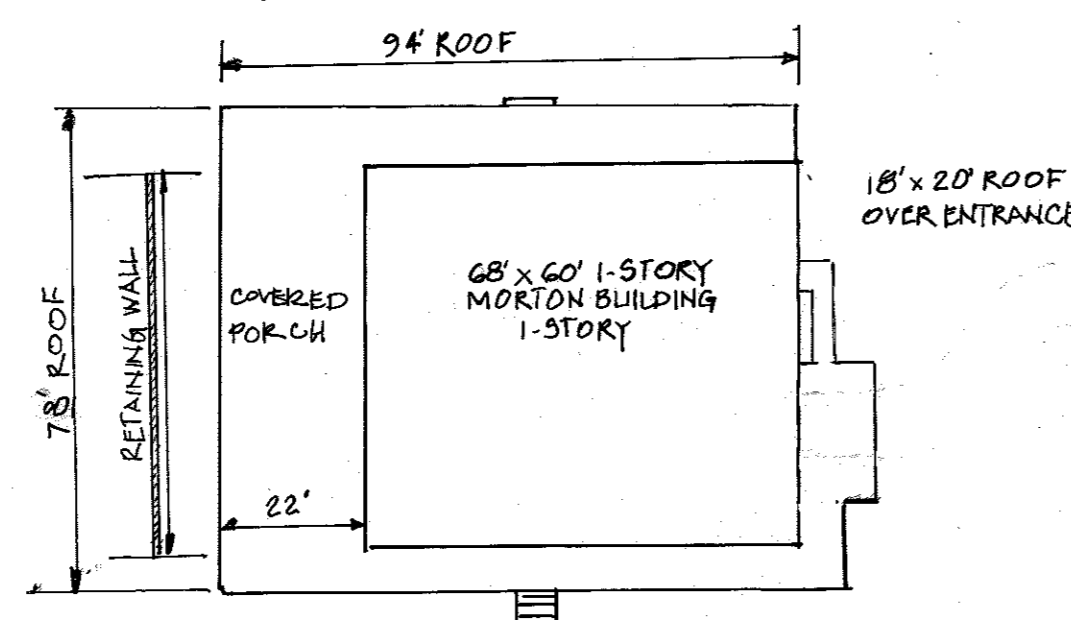 94' ROOF
18' x 20' ROOF
OVER ENTRANCE
68' x 60' 1-STORY
MORTON BUILDING
1-STORY
COVERED
PORCH
RETAINING WALL
78' ROOF
22'